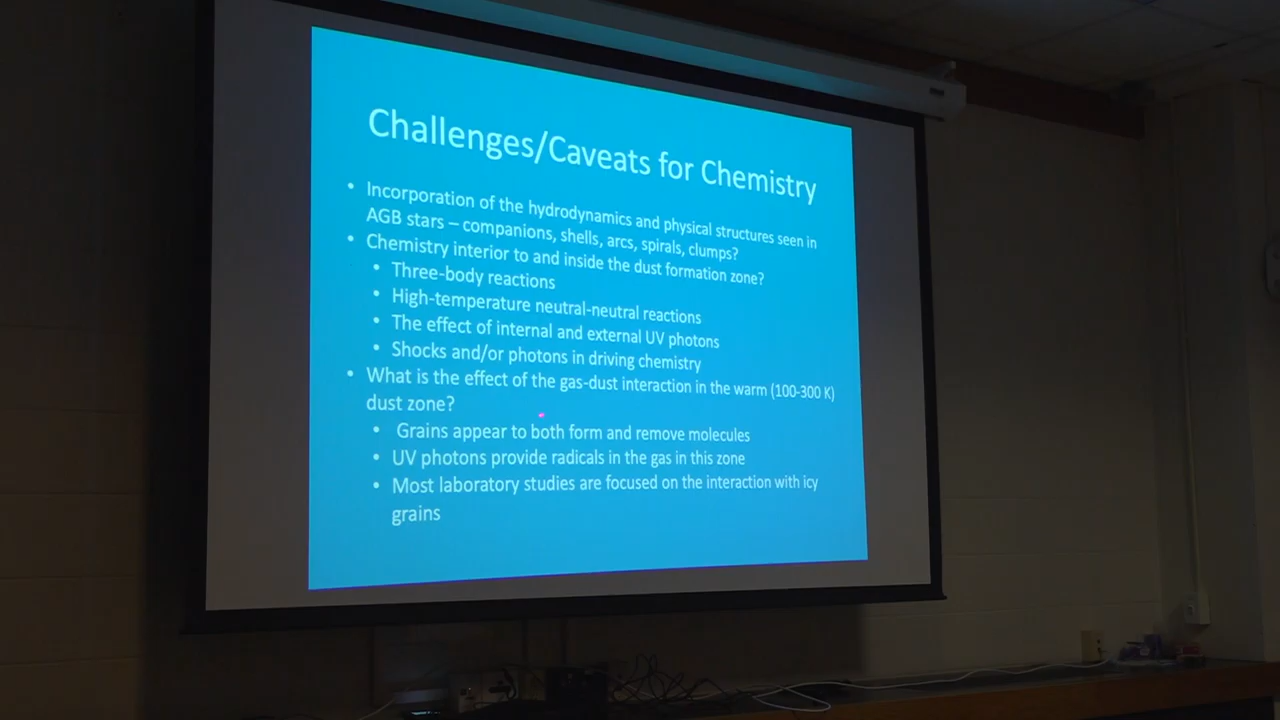 Challenges/Caveats for Chemistry
• Incorporation of the hydrodynamics and physical structures seen in
AGB stars – companions, shells, arcs, spirals, clumps?
• Chemistry interior to and inside the dust formation zone?
• Three-body reactions
• High-temperature neutral-neutral reactions
• The effect of internal and external UV photons
• Shocks and/or photons in driving chemistry
• What is the effect of the gas-dust interaction in the warm (100-300 K)
dust zone?
• Grains appear to both form and remove molecules
• UV photons provide radicals in the gas in this zone
• Most laboratory studies are focused on the interaction with icy
grains